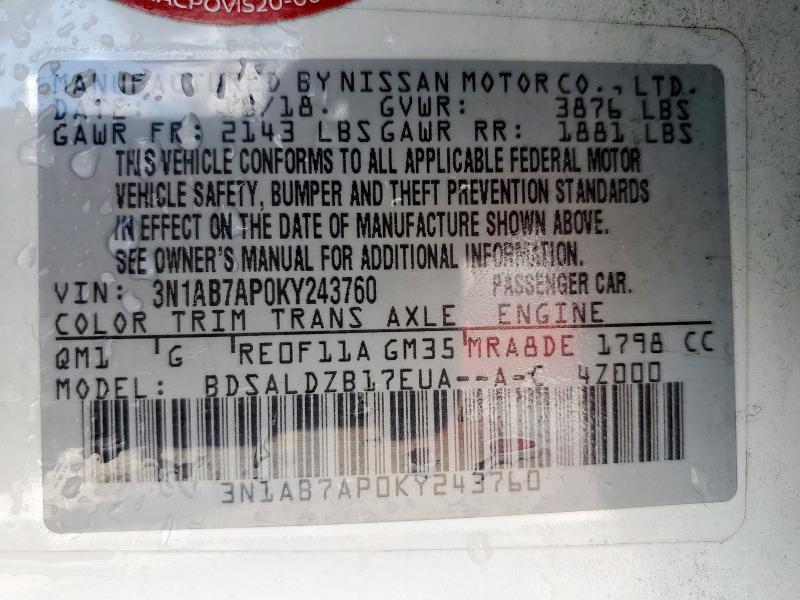 ACPOV1S20-00
MANUFACTURED BY NISSAN MOTOR CO., LTD.
DATE: /18. GVWR: 3876 LBS
GAWR FR: 2143 LBS GAWR RR: 1881 LBS
THIS VEHICLE CONFORMS TO ALL APPLICABLE FEDERAL MOTOR
VEHICLE SAFETY, BUMPER AND THEFT PREVENTION STANDARDS
IN EFFECT ON THE DATE OF MANUFACTURE SHOWN ABOVE.
SEE OWNER'S MANUAL FOR ADDITIONAL INFORMATION.
VIN: 3N1AB7AP0KY243760 PASSENGER CAR.
COLOR TRIM TRANS AXLE ENGINE
QM1 G RE0F11A GM35 MRA8DE 1798 CC
MODEL: BDSALDZB17EUA--A-C 4Z000
3N1AB7AP0KY243760